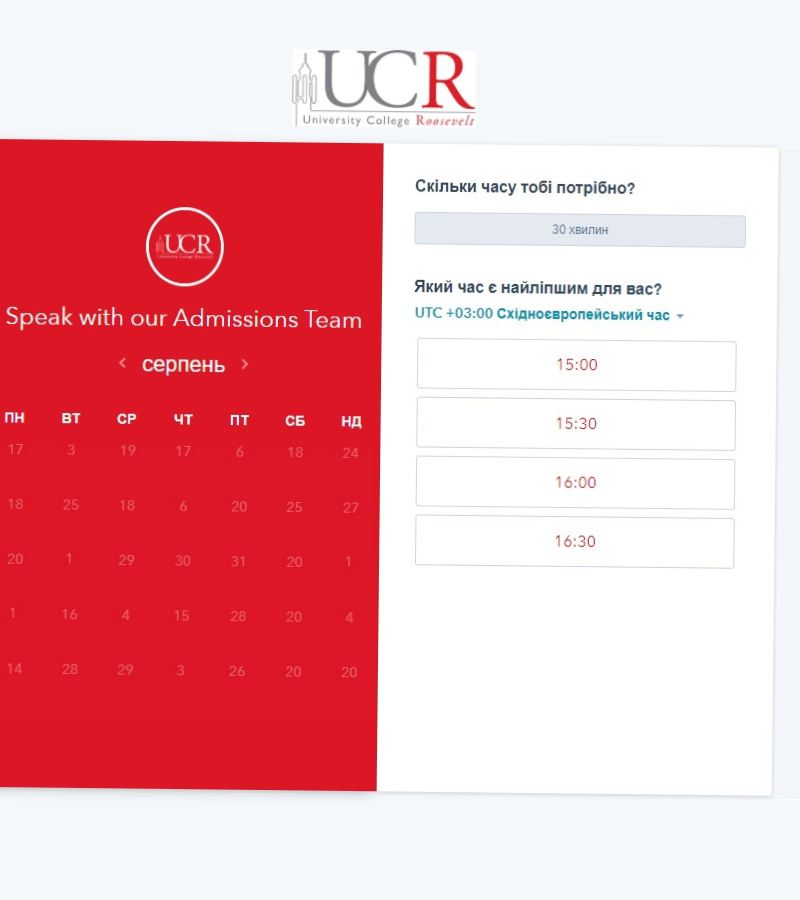 UCR
University College Roosevelt
UCR
Speak with our Admissions Team
серпень
ПН ВТ СР ЧТ ПТ СБ НД
17 3 19 17 6 18 24
18 25 18 6 20 25 27
20 1 29 30 31 20 1
1 16 4 15 28 20 4
14 28 29 3 26 20 20
Скільки часу тобі потрібно?
30 хвилин
Який час є найліпшим для вас?
UTC +03:00 Східноєвропейський час
15:00
15:30
16:00
16:30